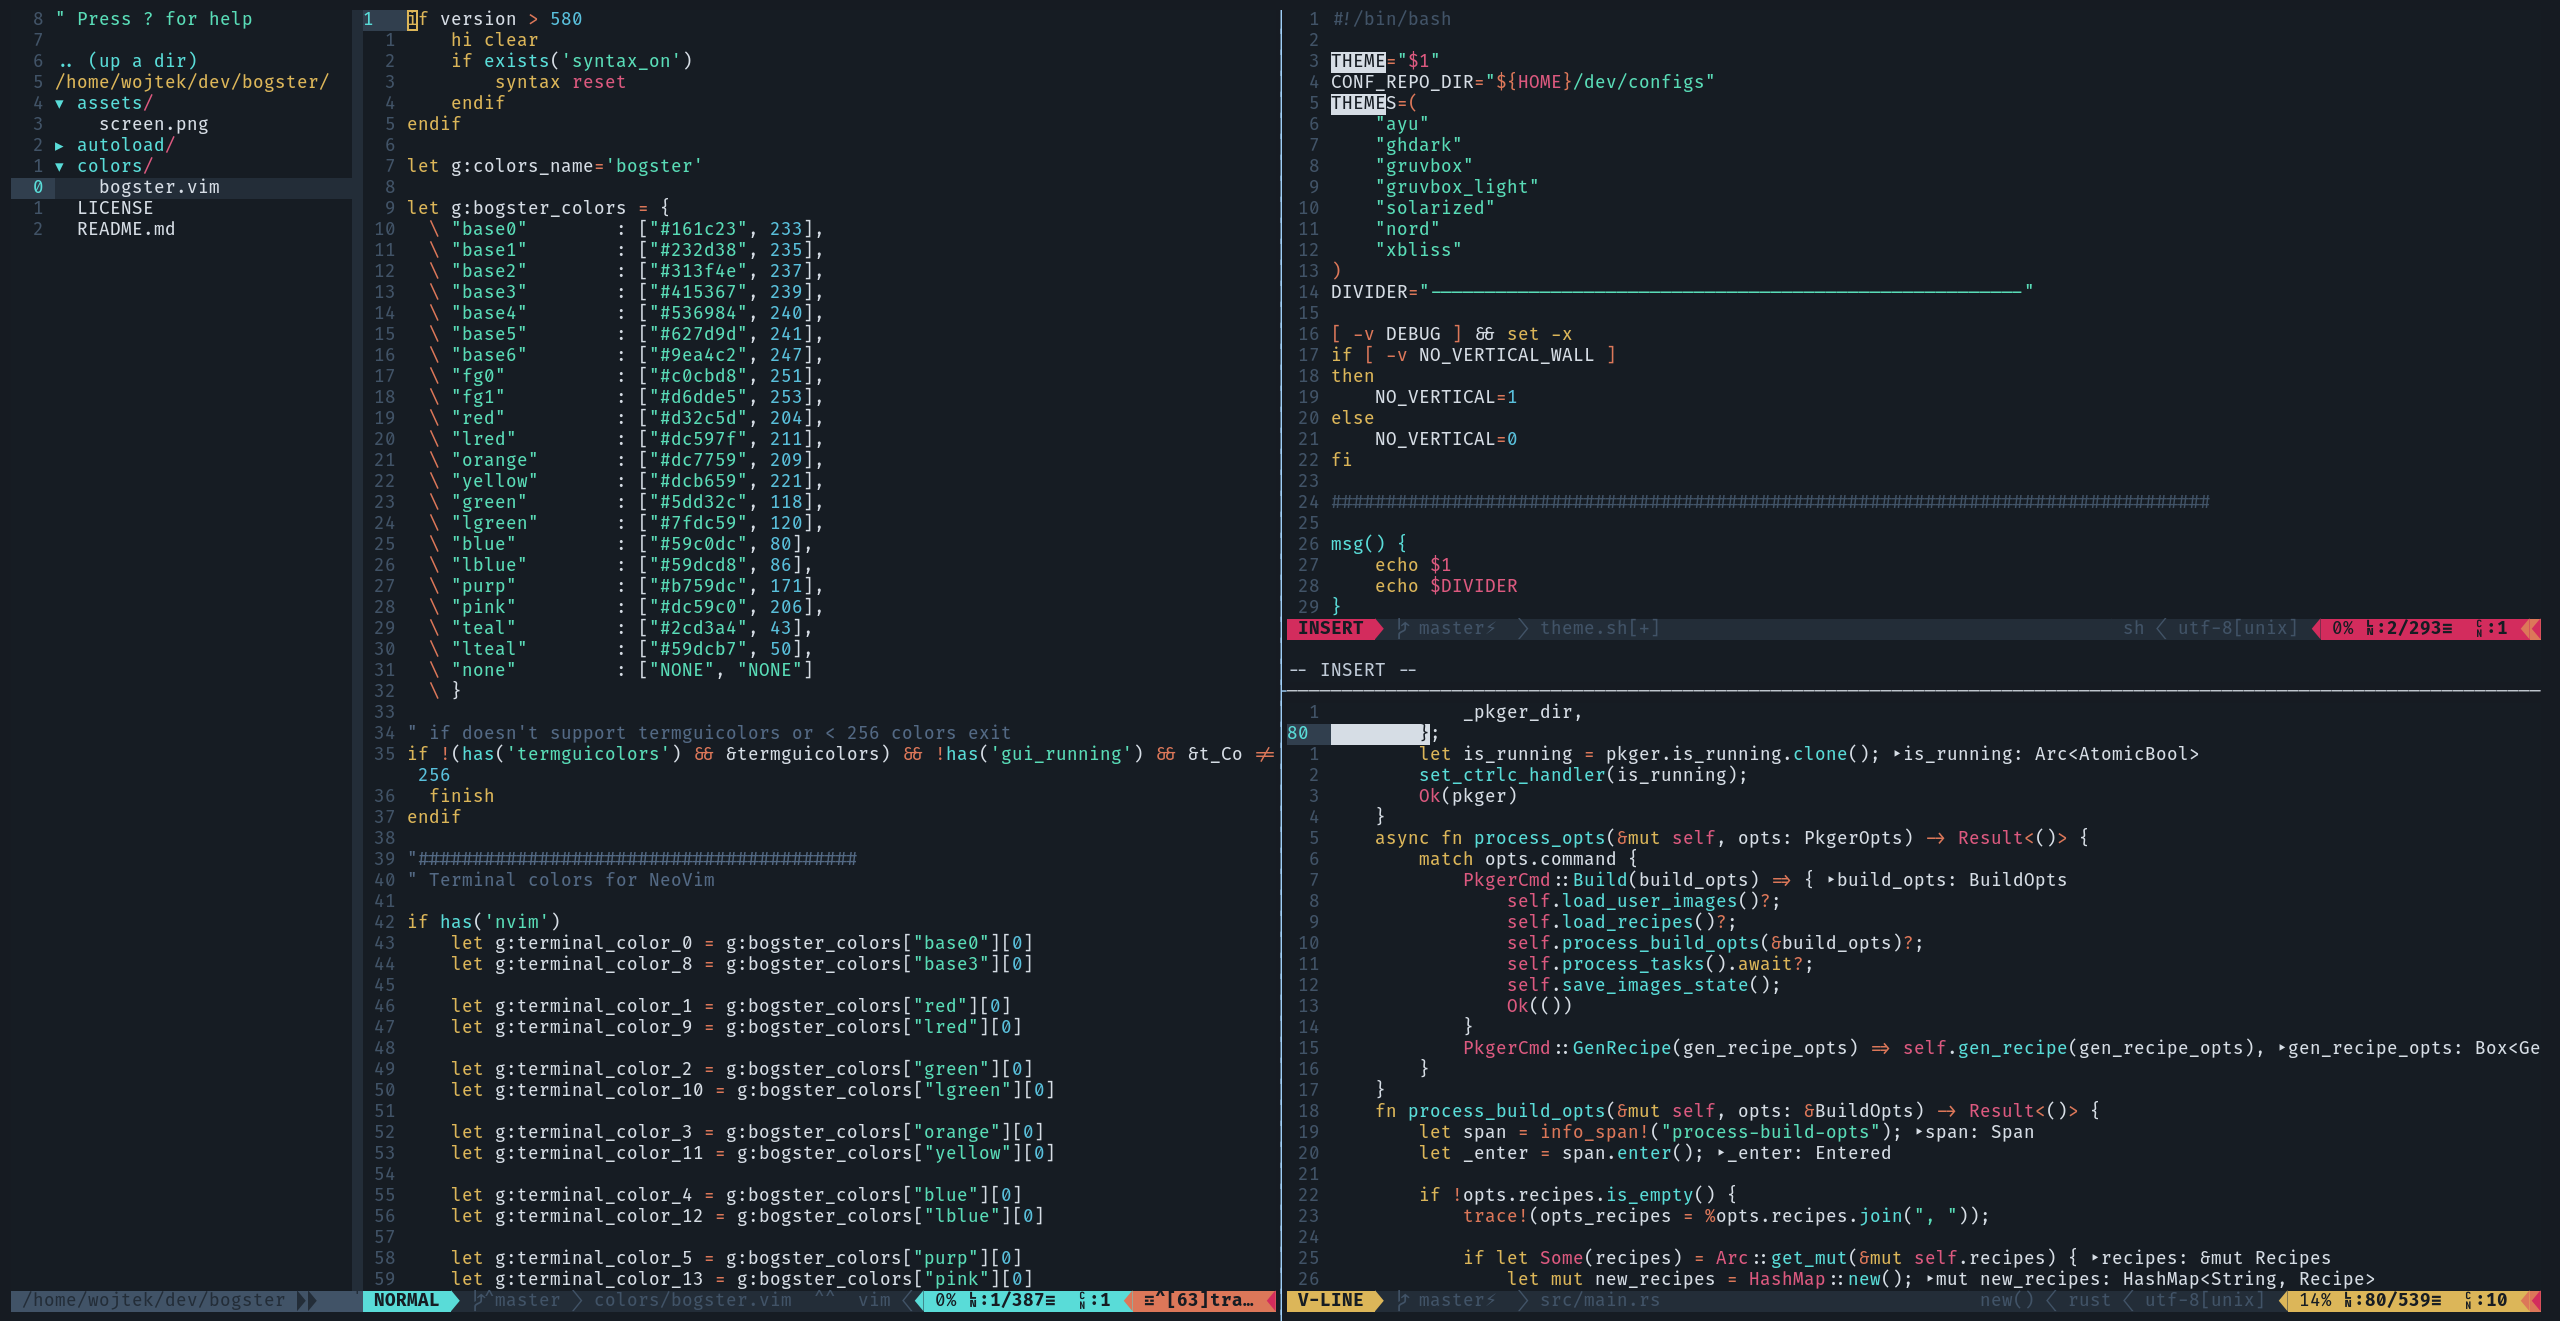 8 " Press ? for help
7
6 .. (up a dir)
5 /home/wojtek/dev/bogster/
4 ▾ assets/
3     screen.png
2 ▸ autoload/
1 ▾ colors/
0     bogster.vim
1   LICENSE
2   README.md
/home/wojtek/dev/bogster
1   if version > 580
1       hi clear
2       if exists('syntax_on')
3           syntax reset
4       endif
5   endif
6
7   let g:colors_name='bogster'
8
9   let g:bogster_colors = {
10    \ "base0"        : ["#161c23", 233],
11    \ "base1"        : ["#232d38", 235],
12    \ "base2"        : ["#313f4e", 237],
13    \ "base3"        : ["#415367", 239],
14    \ "base4"        : ["#536984", 240],
15    \ "base5"        : ["#627d9d", 241],
16    \ "base6"        : ["#9ea4c2", 247],
17    \ "fg0"          : ["#c0cbd8", 251],
18    \ "fg1"          : ["#d6dde5", 253],
19    \ "red"          : ["#d32c5d", 204],
20    \ "lred"         : ["#dc597f", 211],
21    \ "orange"       : ["#dc7759", 209],
22    \ "yellow"       : ["#dcb659", 221],
23    \ "green"        : ["#5dd32c", 118],
24    \ "lgreen"       : ["#7fdc59", 120],
25    \ "blue"         : ["#59c0dc", 80],
26    \ "lblue"        : ["#59dcd8", 86],
27    \ "purp"         : ["#b759dc", 171],
28    \ "pink"         : ["#dc59c0", 206],
29    \ "teal"         : ["#2cd3a4", 43],
30    \ "lteal"        : ["#59dcb7", 50],
31    \ "none"         : ["NONE", "NONE"]
32    \ }
33
34  " if doesn't support termguicolors or < 256 colors exit
35  if !(has('termguicolors') && &termguicolors) && !has('gui_running') && &t_Co !=
 256
36    finish
37  endif
38
39  "########################################
40  " Terminal colors for NeoVim
41
42  if has('nvim')
43      let g:terminal_color_0 = g:bogster_colors["base0"][0]
44      let g:terminal_color_8 = g:bogster_colors["base3"][0]
45
46      let g:terminal_color_1 = g:bogster_colors["red"][0]
47      let g:terminal_color_9 = g:bogster_colors["lred"][0]
48
49      let g:terminal_color_2 = g:bogster_colors["green"][0]
50      let g:terminal_color_10 = g:bogster_colors["lgreen"][0]
51
52      let g:terminal_color_3 = g:bogster_colors["orange"][0]
53      let g:terminal_color_11 = g:bogster_colors["yellow"][0]
54
55      let g:terminal_color_4 = g:bogster_colors["blue"][0]
56      let g:terminal_color_12 = g:bogster_colors["lblue"][0]
57
58      let g:terminal_color_5 = g:bogster_colors["purp"][0]
59      let g:terminal_color_13 = g:bogster_colors["pink"][0]
NORMAL master colors/bogster.vim vim 0% ㏑:1/387≡ ㏇:1 ☲^[63]tra…
1  #!/bin/bash
2
3  THEME="$1"
4  CONF_REPO_DIR="${HOME}/dev/configs"
5  THEMES=(
6      "ayu"
7      "ghdark"
8      "gruvbox"
9      "gruvbox_light"
10     "solarized"
11     "nord"
12     "xbliss"
13 )
14 DIVIDER="------------------------------------------------------"
15
16 [ -v DEBUG ] && set -x
17 if [ -v NO_VERTICAL_WALL ]
18 then
19     NO_VERTICAL=1
20 else
21     NO_VERTICAL=0
22 fi
23
24 ################################################################################
25
26 msg() {
27     echo $1
28     echo $DIVIDER
29 }
INSERT master⚡ theme.sh[+] sh utf-8[unix] 0% ㏑:2/293≡ ㏇:1
-- INSERT --
1              _pkger_dir,
80         };
1          let is_running = pkger.is_running.clone(); ‣is_running: Arc<AtomicBool>
2          set_ctrlc_handler(is_running);
3          Ok(pkger)
4      }
5      async fn process_opts(&mut self, opts: PkgerOpts) -> Result<()> {
6          match opts.command {
7              PkgerCmd::Build(build_opts) => { ‣build_opts: BuildOpts
8                  self.load_user_images()?;
9                  self.load_recipes()?;
10                 self.process_build_opts(&build_opts)?;
11                 self.process_tasks().await?;
12                 self.save_images_state();
13                 Ok(())
14             }
15             PkgerCmd::GenRecipe(gen_recipe_opts) => self.gen_recipe(gen_recipe_opts), ‣gen_recipe_opts: Box<Ge
16         }
17     }
18     fn process_build_opts(&mut self, opts: &BuildOpts) -> Result<()> {
19         let span = info_span!("process-build-opts"); ‣span: Span
20         let _enter = span.enter(); ‣_enter: Entered
21
22         if !opts.recipes.is_empty() {
23             trace!(opts_recipes = %opts.recipes.join(", "));
24
25             if let Some(recipes) = Arc::get_mut(&mut self.recipes) { ‣recipes: &mut Recipes
26                 let mut new_recipes = HashMap::new(); ‣mut new_recipes: HashMap<String, Recipe>
V-LINE master⚡ src/main.rs new() rust utf-8[unix] 14% ㏑:80/539≡ ㏇:10